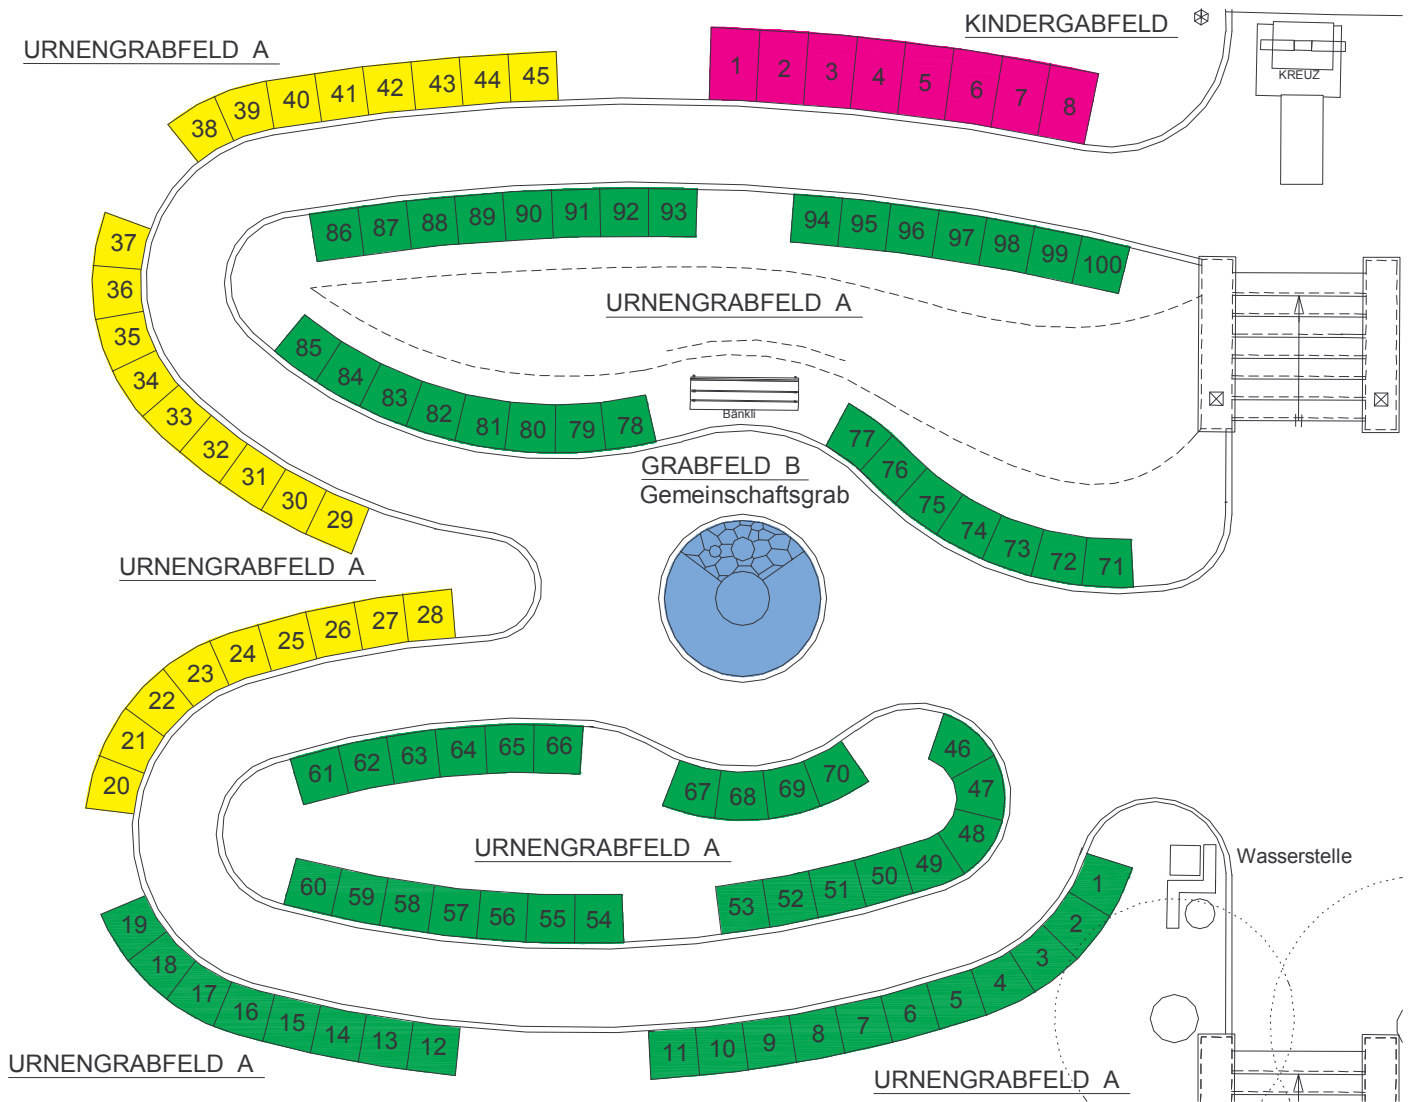 KINDERGABFELD
URNENGRABFELD A
KREUZ
38 39 40 41 42 43 44 45
1 2 3 4 5 6 7 8
86 87 88 89 90 91 92 93
94 95 96 97 98 99 100
37
36
35
34
33
32
31
30
29
URNENGRABFELD A
85 84 83 82 81 80 79 78
Bänkli
77 76 75 74 73 72 71
GRABFELD B
Gemeinschaftsgrab
URNENGRABFELD A
28 27 26 25 24 23 22 21 20
61 62 63 64 65 66
67 68 69 70
46 47 48 49 50 51 52 53
URNENGRABFELD A
60 59 58 57 56 55 54
Wasserstelle
19 18 17 16 15 14 13 12
11 10 9 8 7 6 5 4 3 2 1
URNENGRABFELD A
URNENGRABFELD A